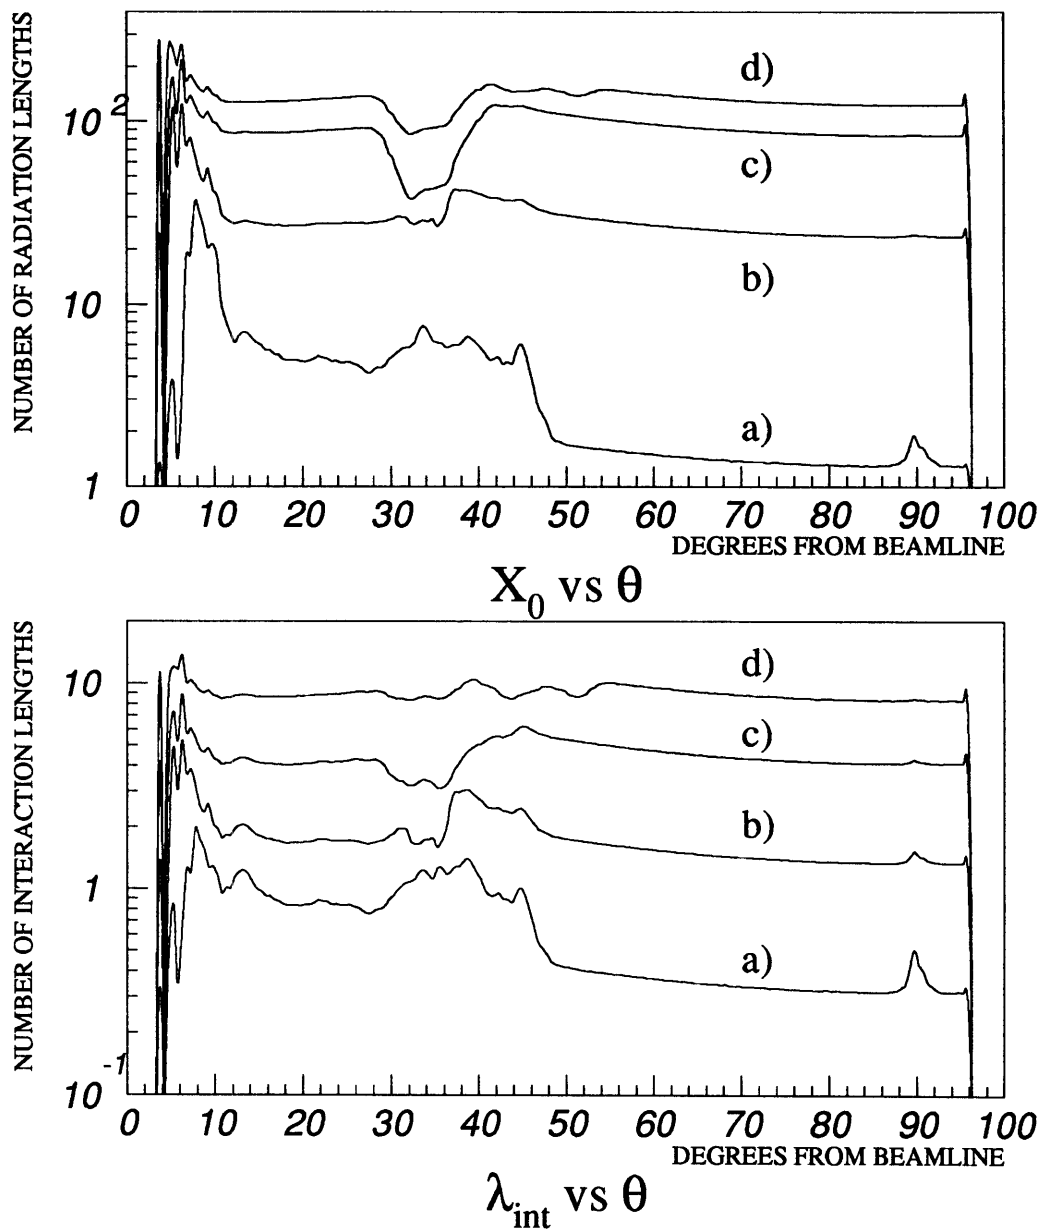 NUMBER OF RADIATION LENGTHS
10 2
10
1
d)
c)
b)
a)
0 10 20 30 40 50 60 70 80 90 100
DEGREES FROM BEAMLINE
X0 vs θ
NUMBER OF INTERACTION LENGTHS
10
1
10 -1
d)
c)
b)
a)
0 10 20 30 40 50 60 70 80 90 100
DEGREES FROM BEAMLINE
λint vs θ